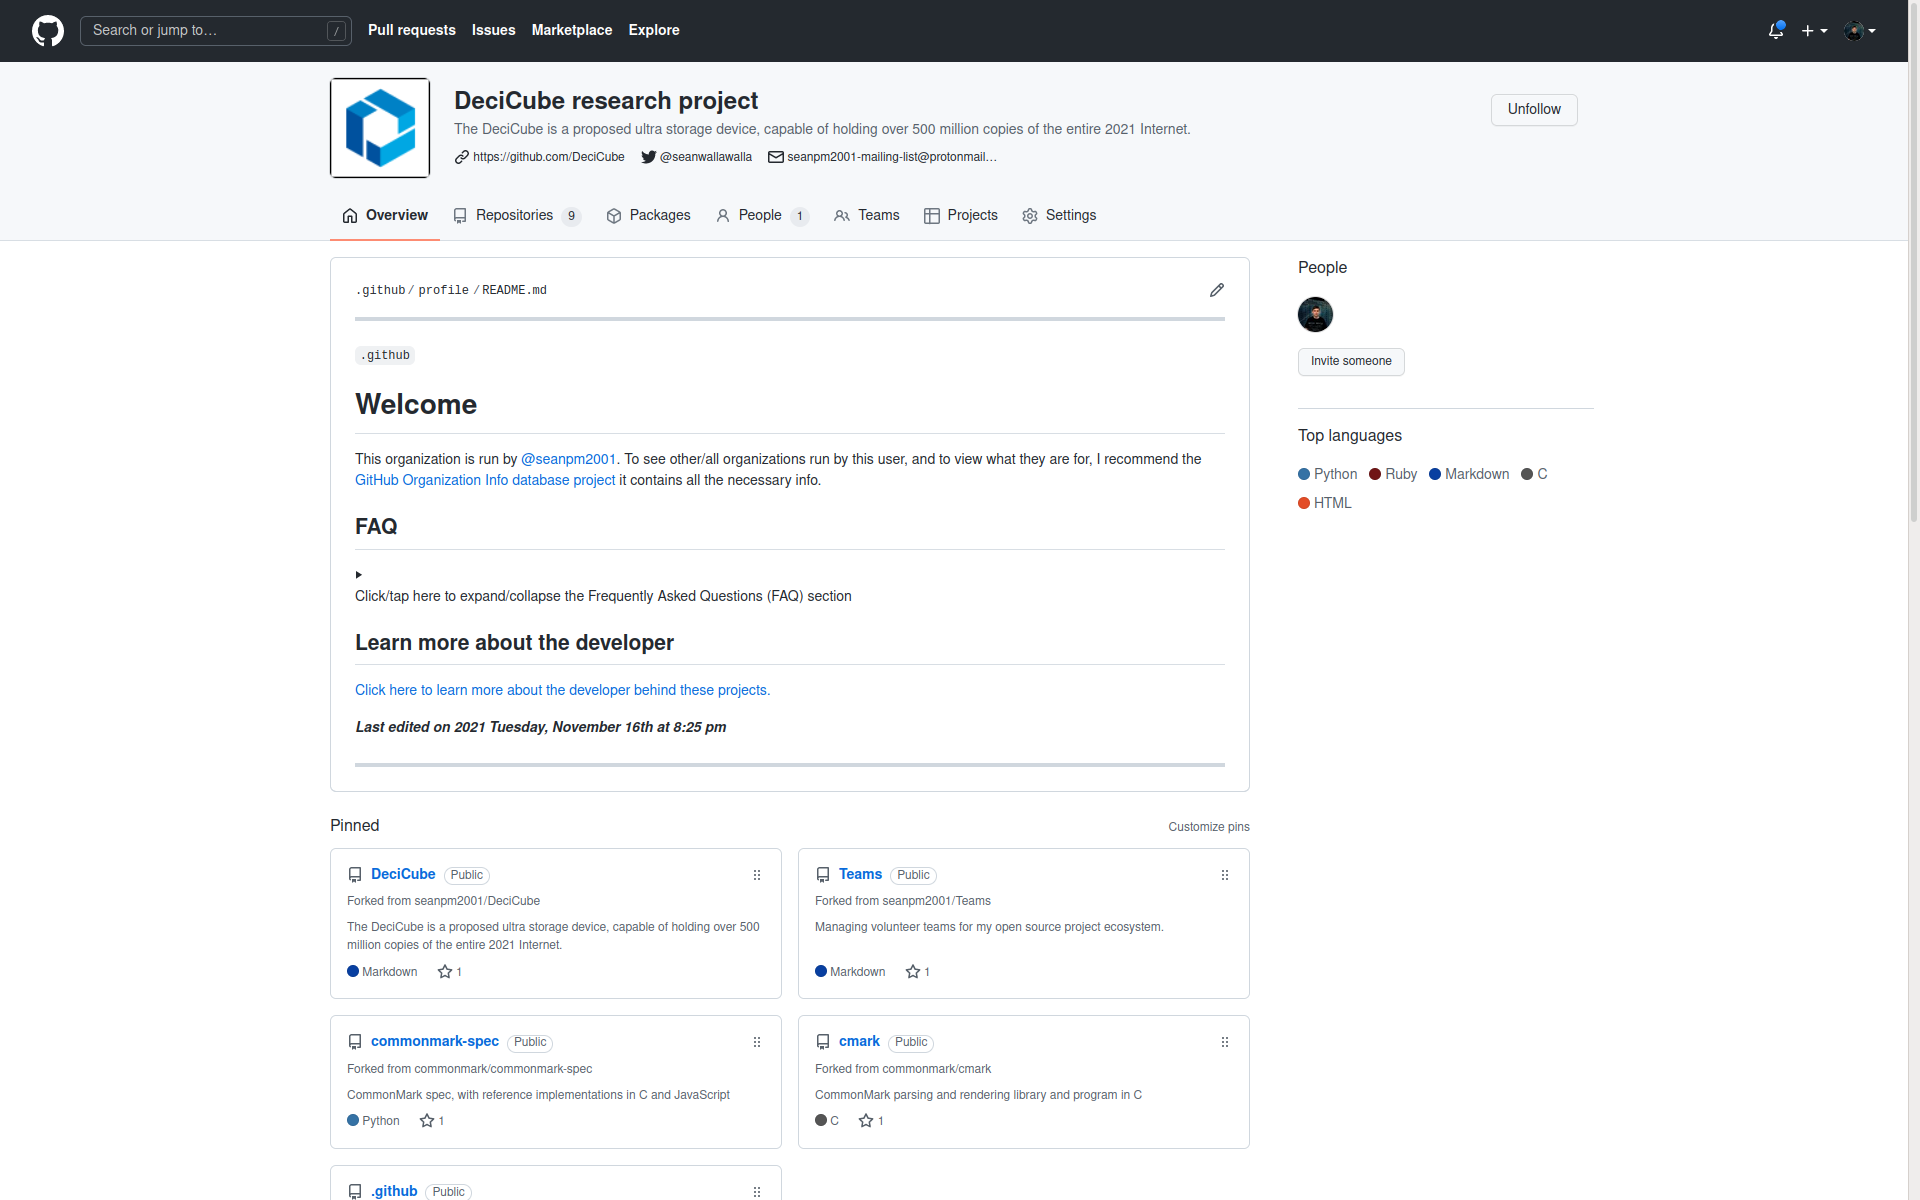 Search or jump to… /
Pull requests Issues Marketplace Explore
DeciCube research project
The DeciCube is a proposed ultra storage device, capable of holding over 500 million copies of the entire 2021 Internet.
https://github.com/DeciCube @seanwallawalla seanpm2001-mailing-list@protonmail…
Unfollow
Overview Repositories 9 Packages People 1 Teams Projects Settings
.github / profile / README.md
.github
Welcome
This organization is run by @seanpm2001. To see other/all organizations run by this user, and to view what they are for, I recommend the
GitHub Organization Info database project it contains all the necessary info.
FAQ
Click/tap here to expand/collapse the Frequently Asked Questions (FAQ) section
Learn more about the developer
Click here to learn more about the developer behind these projects.
Last edited on 2021 Tuesday, November 16th at 8:25 pm
People
Invite someone
Top languages
Python Ruby Markdown C
HTML
Pinned
Customize pins
DeciCube Public
Forked from seanpm2001/DeciCube
The DeciCube is a proposed ultra storage device, capable of holding over 500
million copies of the entire 2021 Internet.
Markdown 1
Teams Public
Forked from seanpm2001/Teams
Managing volunteer teams for my open source project ecosystem.
Markdown 1
commonmark-spec Public
Forked from commonmark/commonmark-spec
CommonMark spec, with reference implementations in C and JavaScript
Python 1
cmark Public
Forked from commonmark/cmark
CommonMark parsing and rendering library and program in C
C 1
.github Public